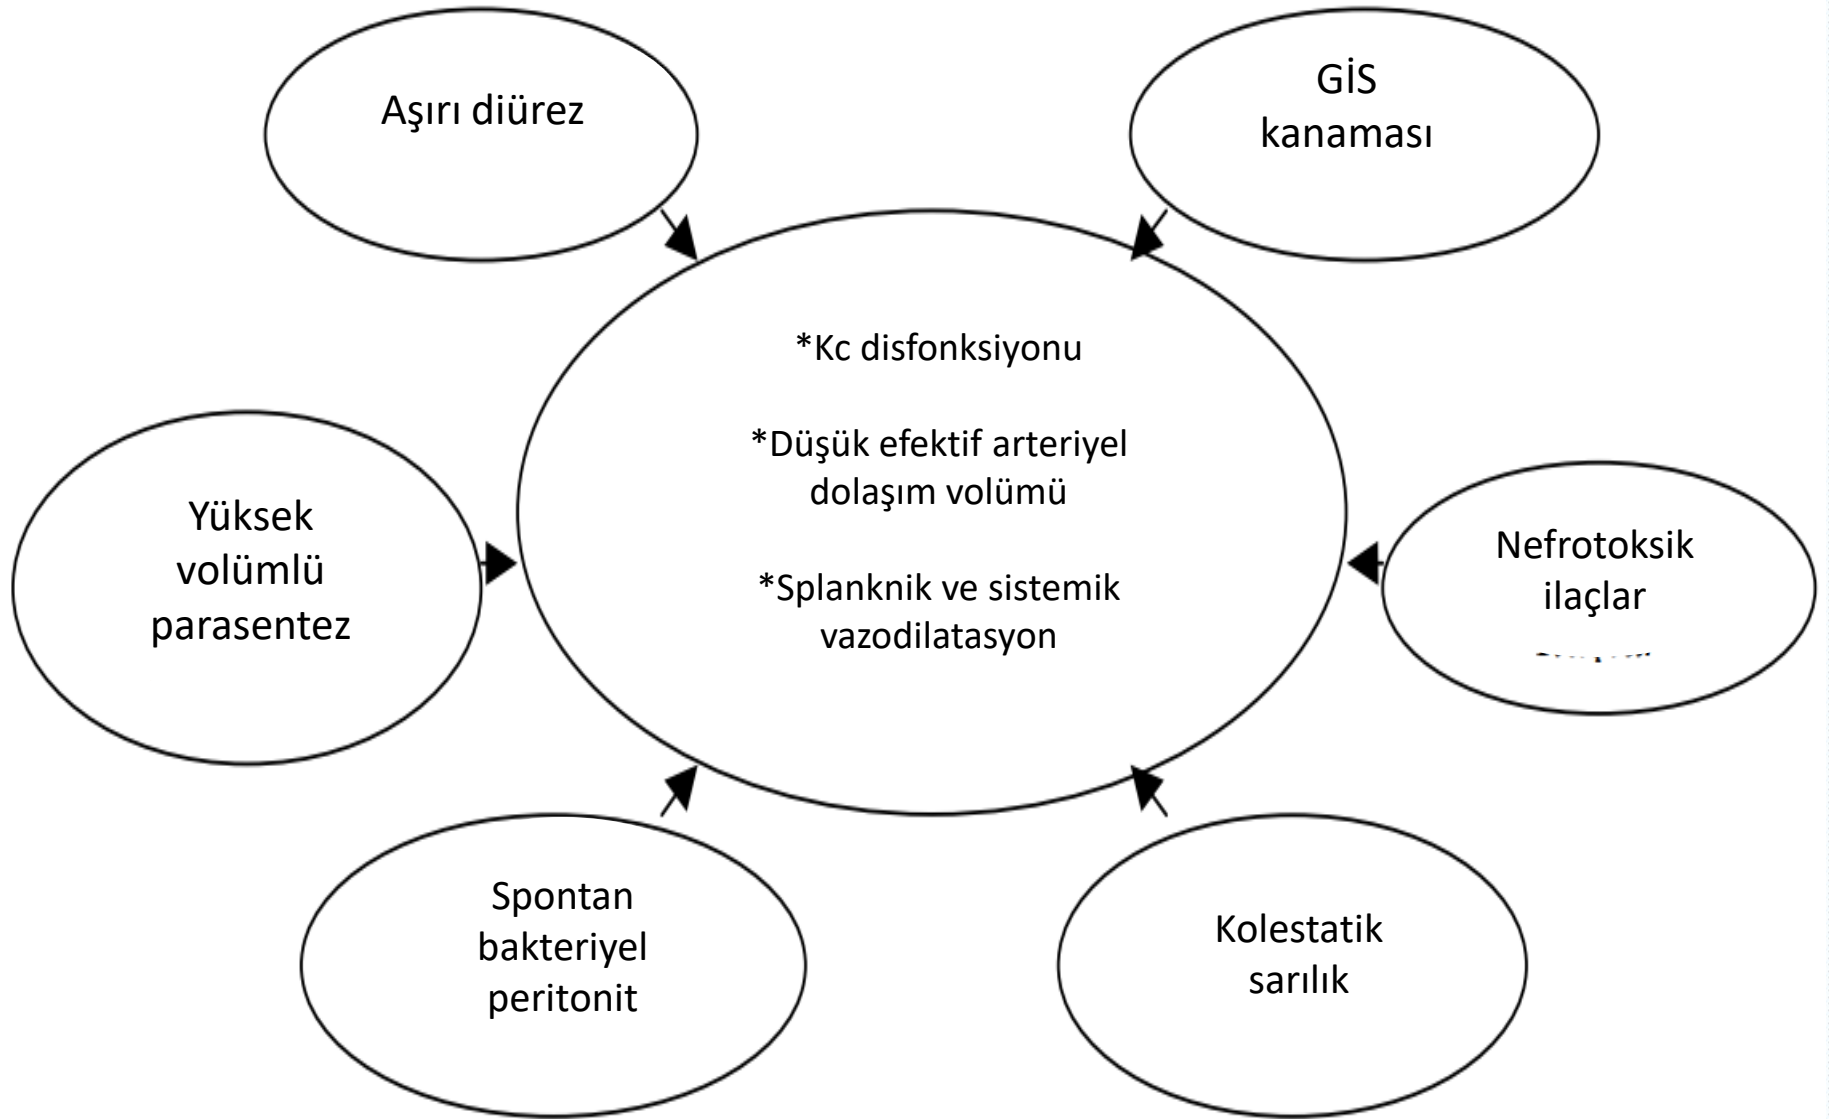 Aşırı diürez
GİS
kanaması
*Kc disfonksiyonu
*Düşük efektif arteriyel
dolaşım volümü
*Splanknik ve sistemik
vazodilatasyon
Yüksek
volümlü
parasentez
Nefrotoksik
ilaçlar
Spontan
bakteriyel
peritonit
Kolestatik
sarılık